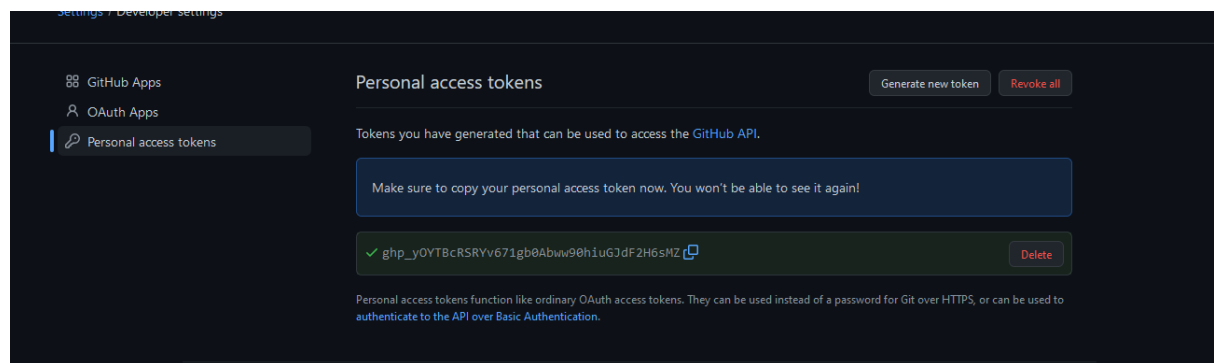 Settings / Developer settings
GitHub Apps
OAuth Apps
Personal access tokens
Personal access tokens
Generate new token
Revoke all
Tokens you have generated that can be used to access the GitHub API.
Make sure to copy your personal access token now. You won't be able to see it again!
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
Delete
Personal access tokens function like ordinary OAuth access tokens. They can be used instead of a password for Git over HTTPS, or can be used to
authenticate to the API over Basic Authentication.